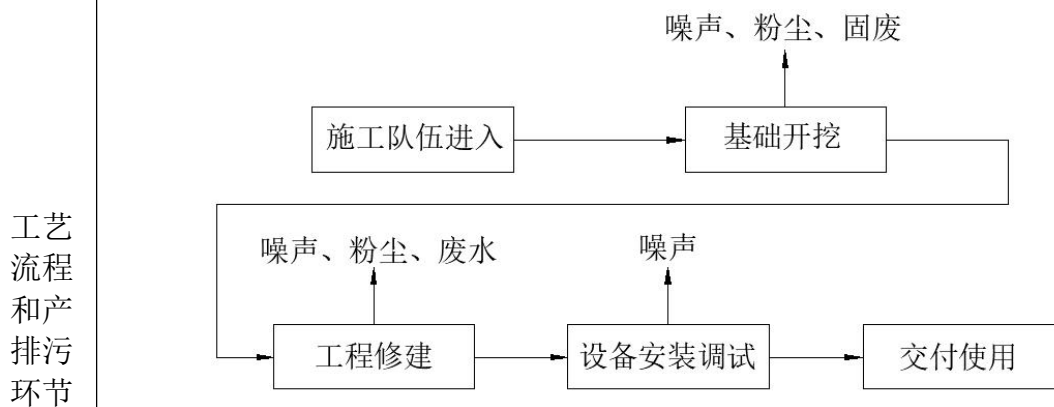 噪声、粉尘、固废
施工队伍进入
基础开挖
工艺
流程
和产
排污
环节
噪声、粉尘、废水
噪声
工程修建
设备安装调试
交付使用